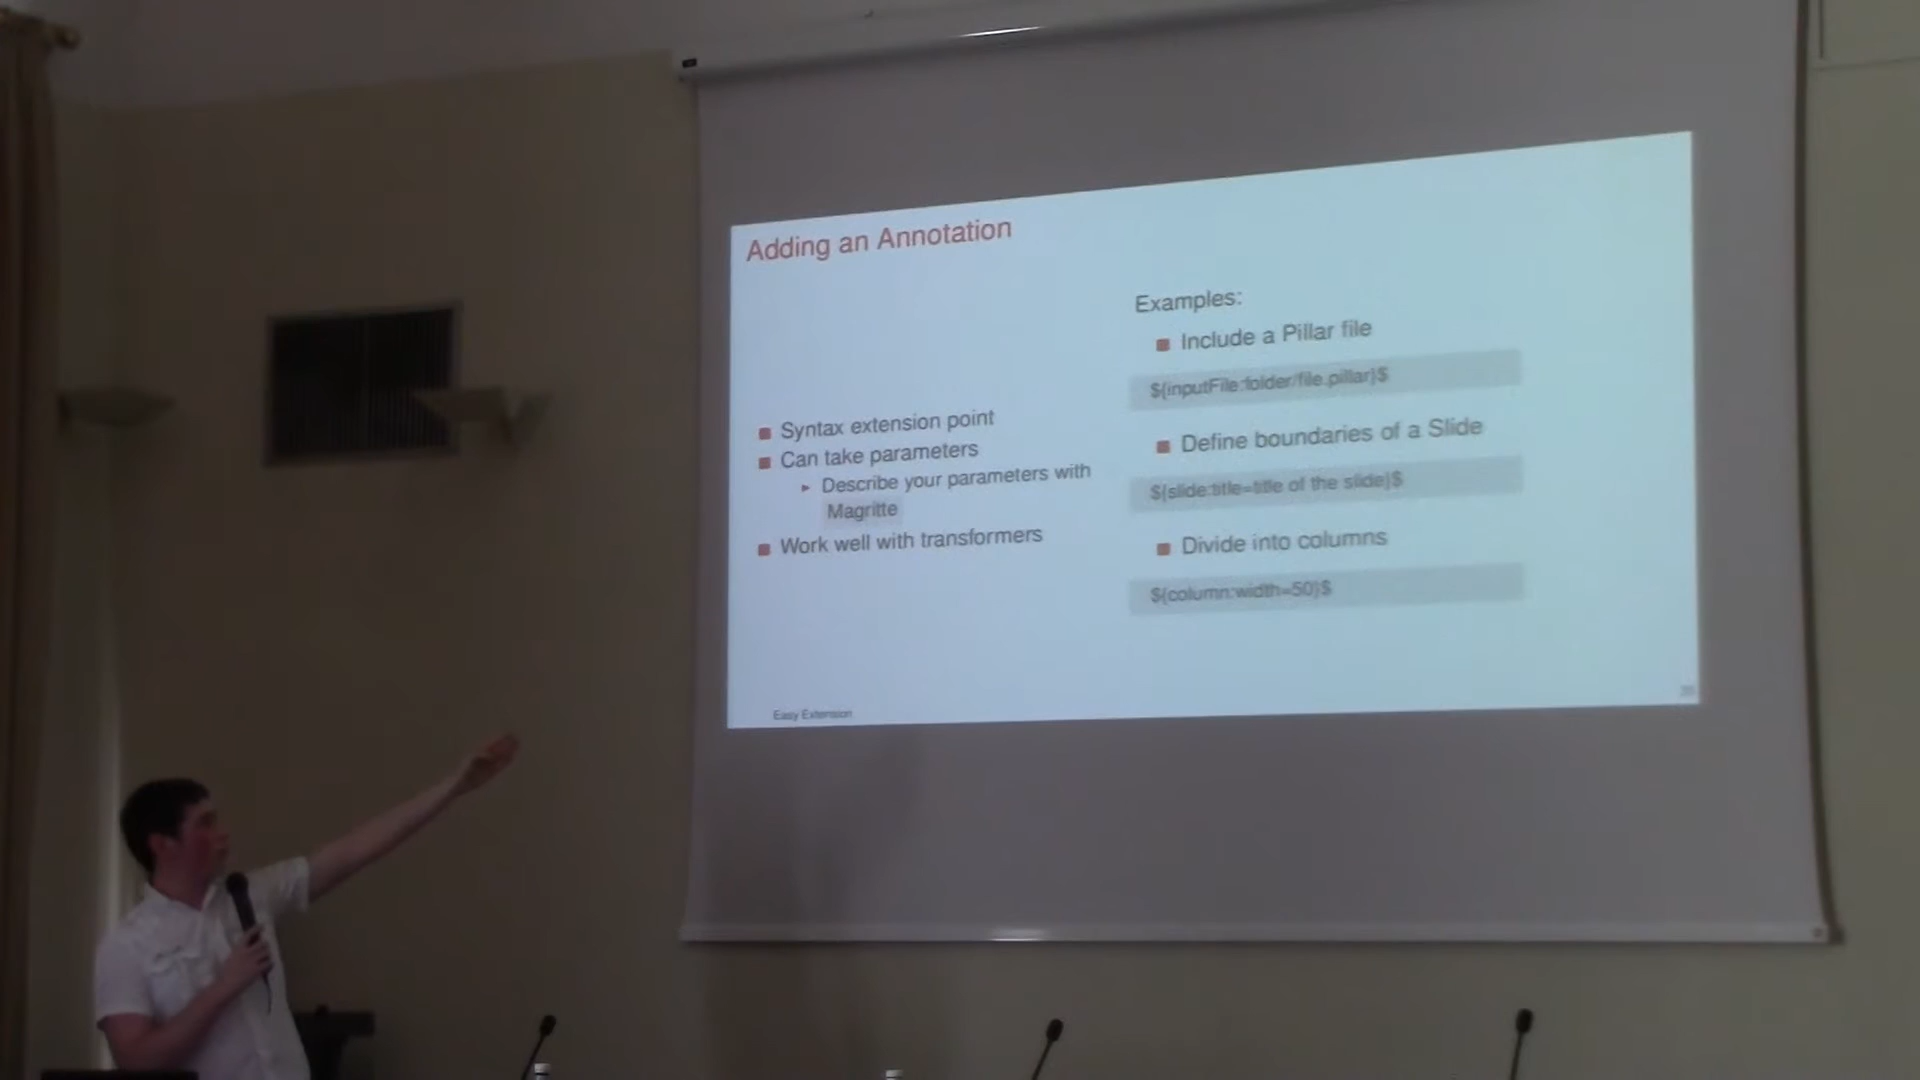 Adding an Annotation
Syntax extension point
Can take parameters
Describe your parameters with
Magritte
Work well with transformers
Examples:
Include a Pillar file
${inputFile:folder/file.pillar}$
Define boundaries of a Slide
${slide:title=title of the slide}$
Divide into columns
${column:width=50}$
Easy Extension